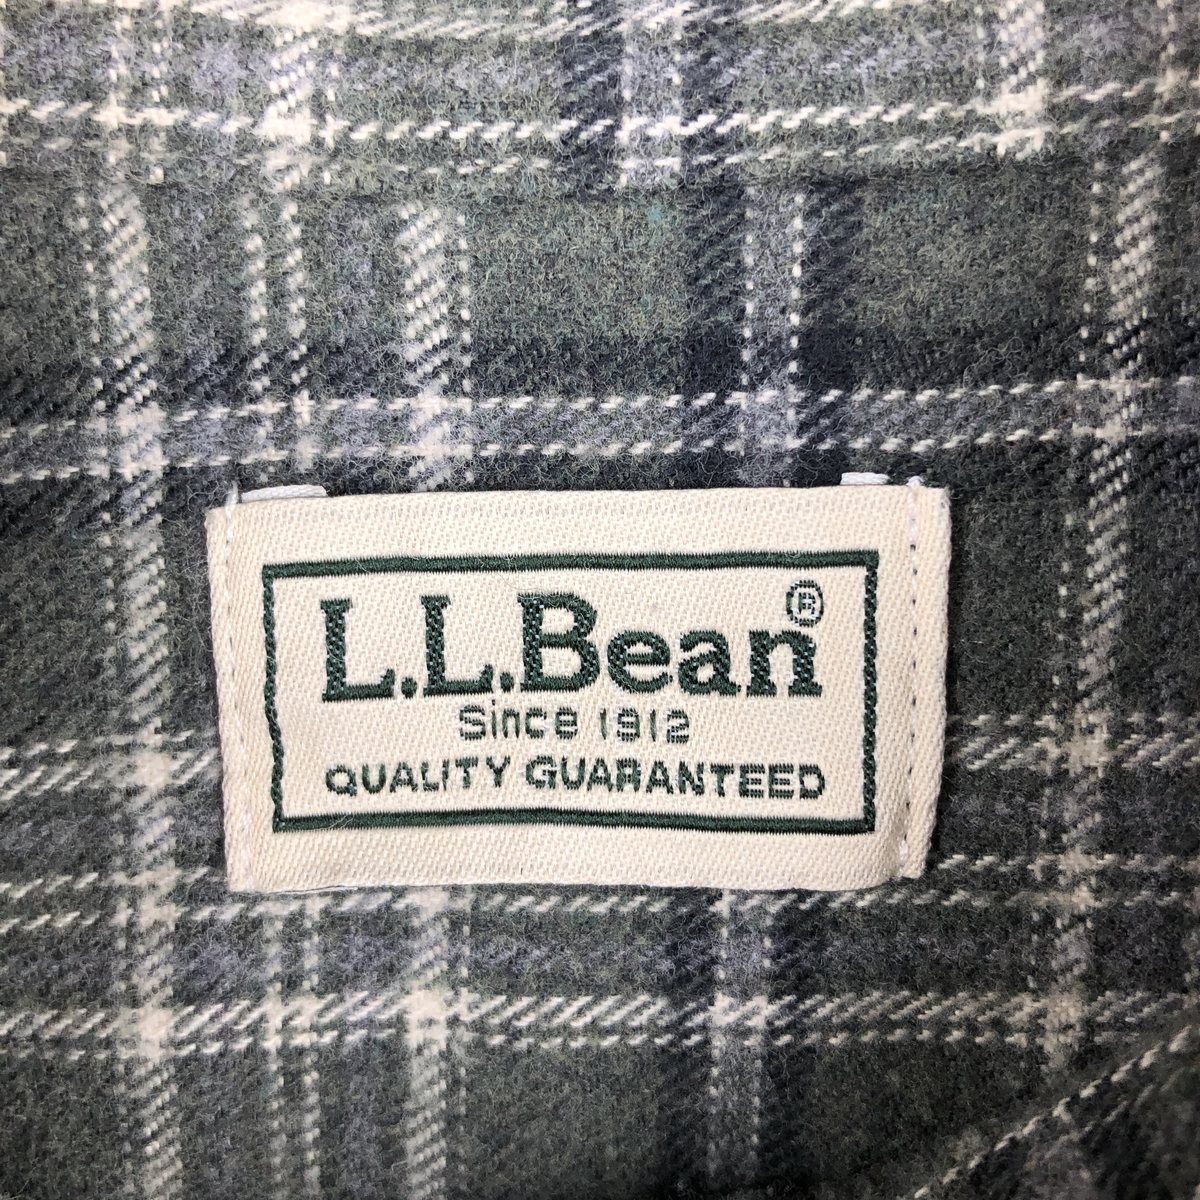 L.L.Bean®
Since 1912
QUALITY GUARANTEED